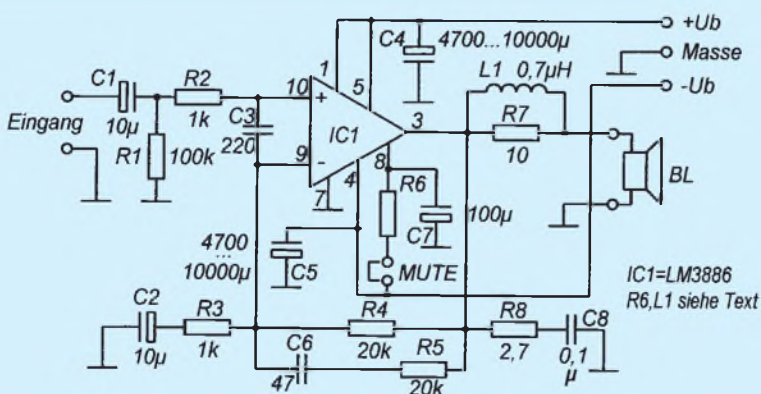 C4
4700...10000µ
+Ub
Masse
-Ub
L1
0,7µH
C1
10µ
Eingang
R1
100k
R2
1k
C3
220
10
+
9
-
IC1
1
5
3
8
4
7
R7
10
BL
R6
C7
100µ
MUTE
4700
...
10000µ
C5
IC1=LM3886
R6,L1 siehe Text
C2
10µ
R3
1k
R4
20k
C6
47
R5
20k
R8
2,7
C8
0,1
µ